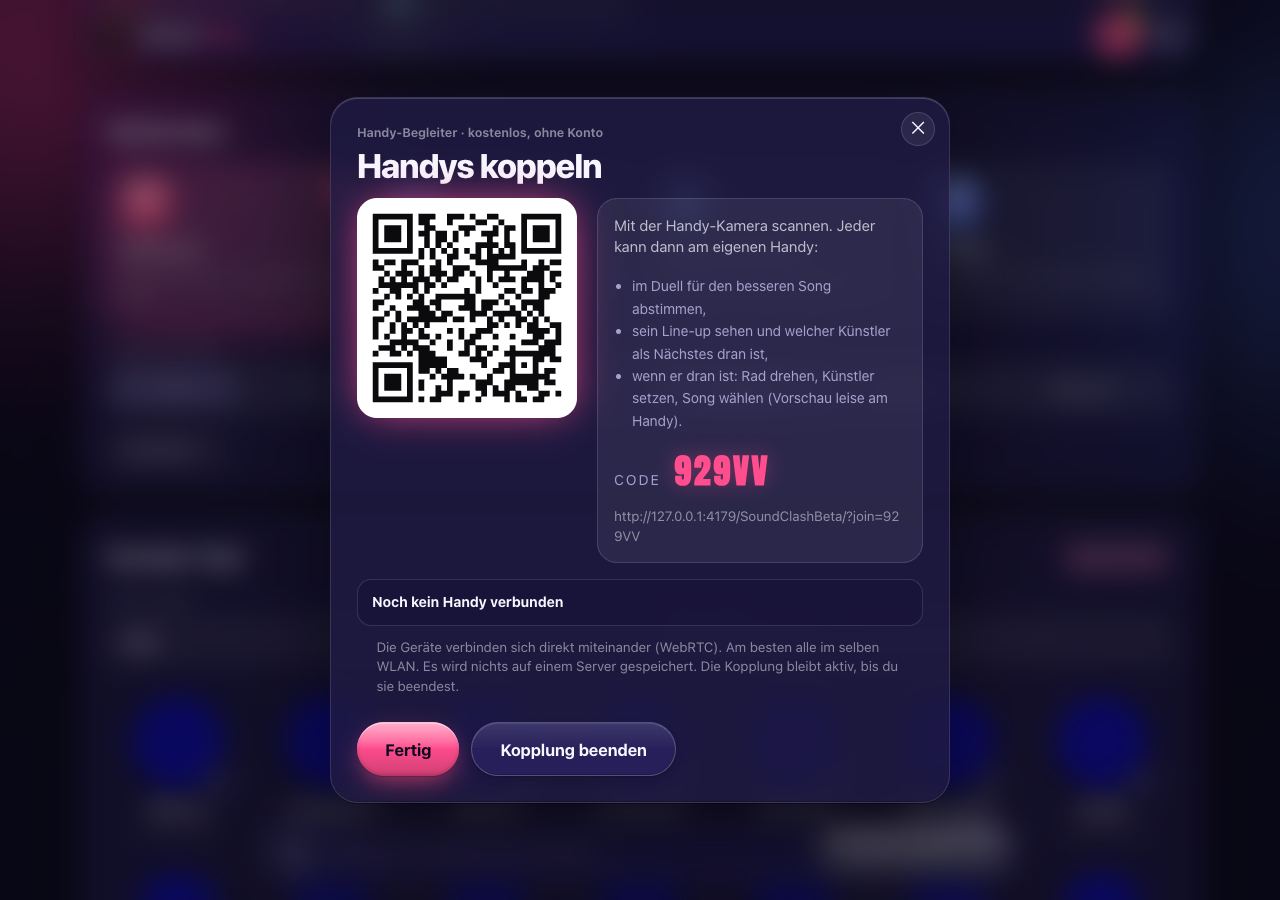 Handy-Begleiter · kostenlos, ohne Konto
Handys koppeln
Mit der Handy-Kamera scannen. Jeder
kann dann am eigenen Handy:
• im Duell für den besseren Song
abstimmen,
• sein Line-up sehen und welcher Künstler
als Nächstes dran ist,
• wenn er dran ist: Rad drehen, Künstler
setzen, Song wählen (Vorschau leise am
Handy).
CODE 929VV
http://127.0.0.1:4179/SoundClashBeta/?join=92
9VV
Noch kein Handy verbunden
Die Geräte verbinden sich direkt miteinander (WebRTC). Am besten alle im selben
WLAN. Es wird nichts auf einem Server gespeichert. Die Kopplung bleibt aktiv, bis du
sie beendest.
Fertig
Kopplung beenden